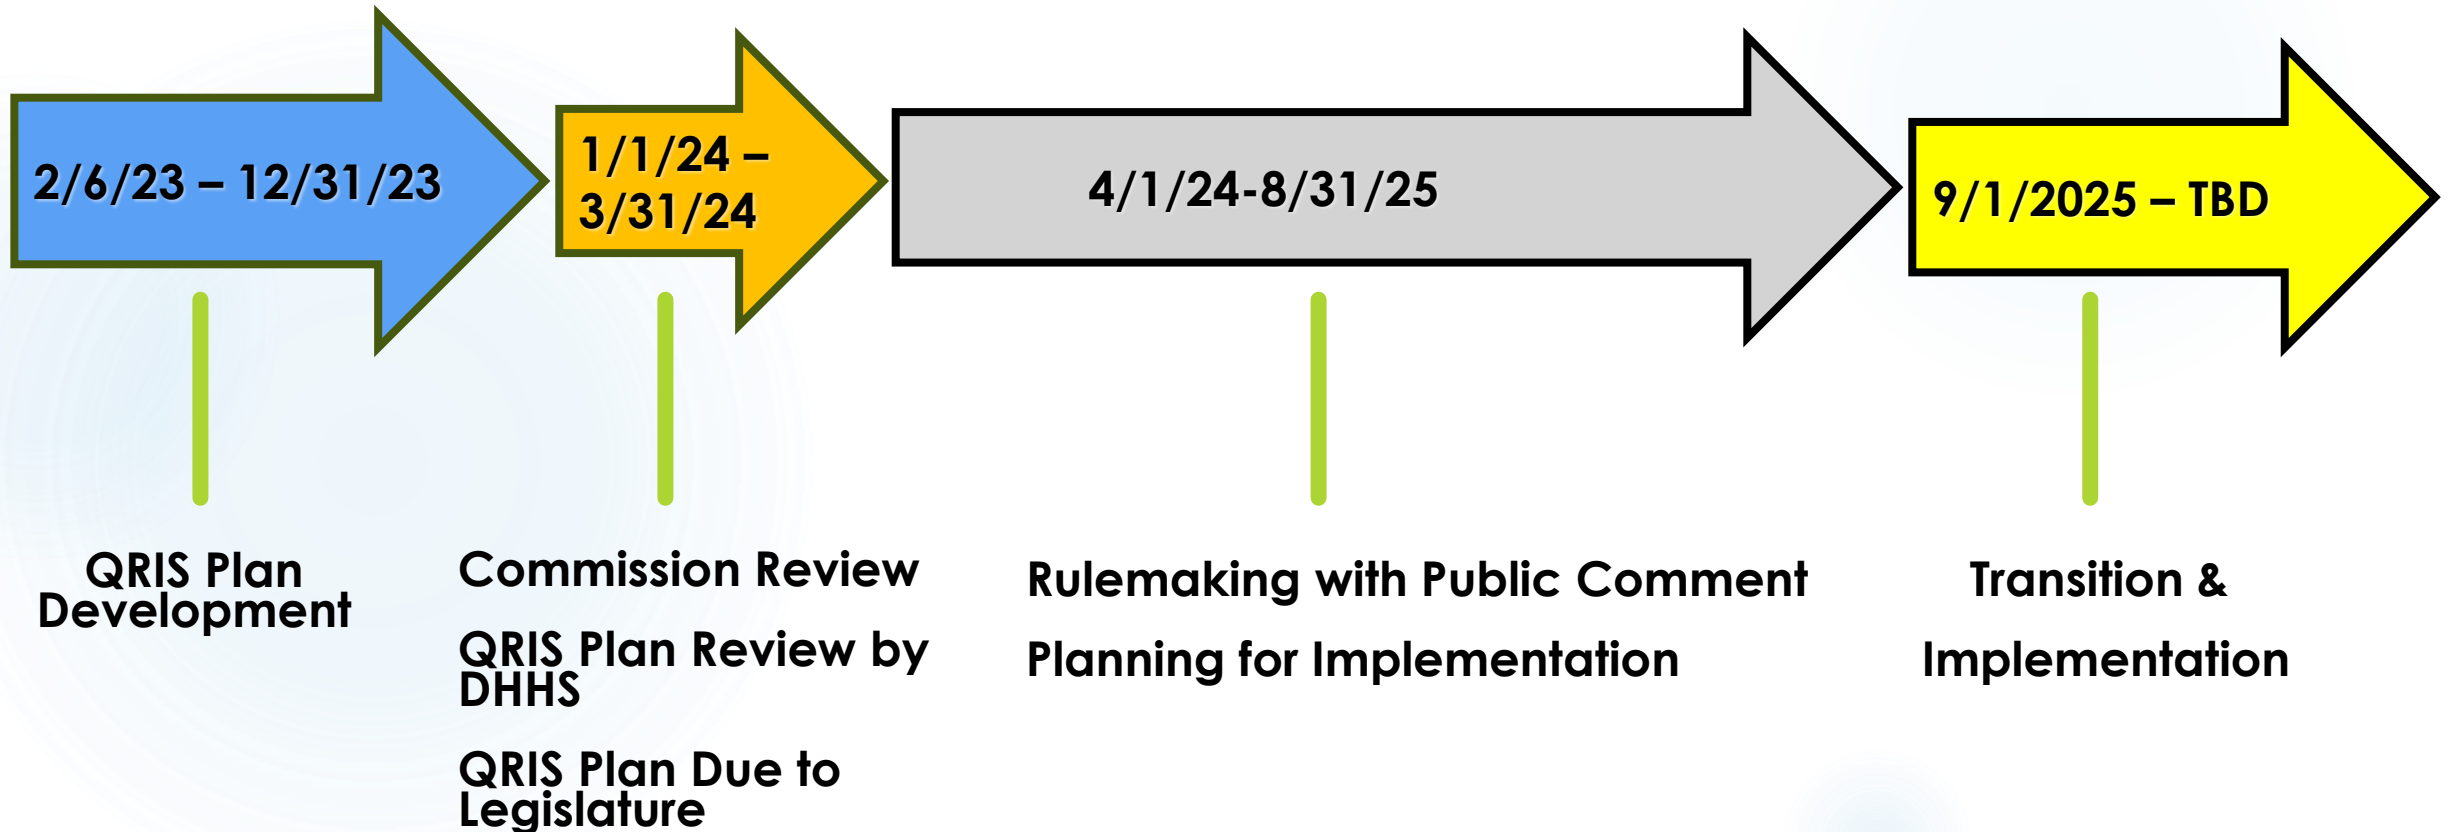 2/6/23 – 12/31/23
1/1/24 –
3/31/24
4/1/24-8/31/25
9/1/2025 – TBD
QRIS Plan
Development
Commission Review
QRIS Plan Review by
DHHS
QRIS Plan Due to
Legislature
Rulemaking with Public Comment
Planning for Implementation
Transition &
Implementation